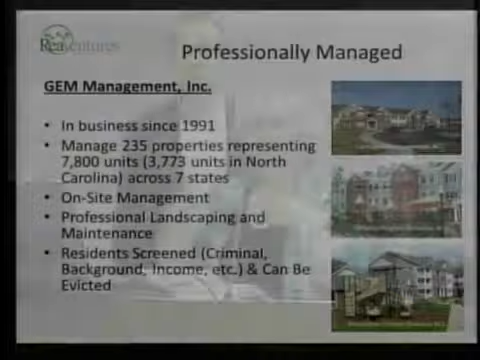 Reaventures
Professionally Managed
GEM Management, Inc.
• In business since 1991
• Manage 235 properties representing
7,800 units (3,773 units in North
Carolina) across 7 states
• On-Site Management
• Professional Landscaping and
Maintenance
• Residents Screened (Criminal,
Background, Income, etc.) & Can Be
Evicted